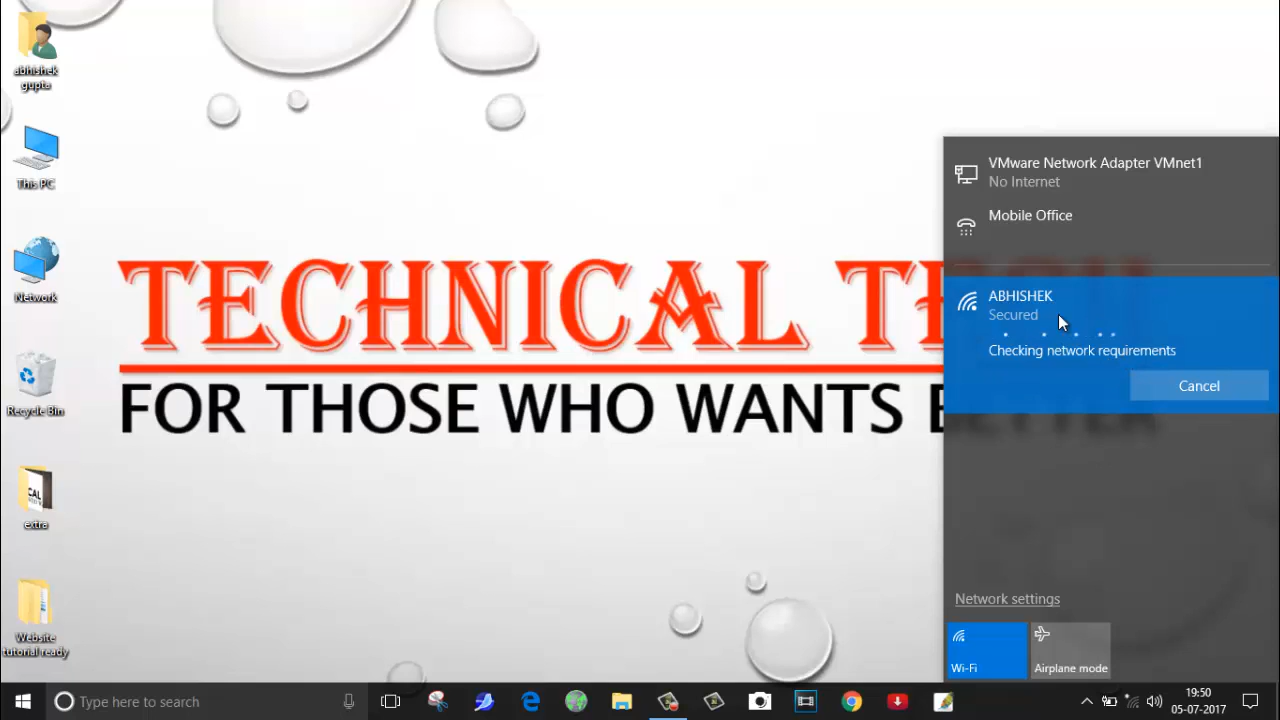 abhishek
gupta
This PC
Network
Recycle Bin
extra
Website
tutorial ready
TECHNICAL
FOR THOSE WHO WANTS BETTER
VMware Network Adapter VMnet1
No Internet
Mobile Office
ABHISHEK
Secured
Checking network requirements
Cancel
Network settings
Wi-Fi
Airplane mode
Type here to search
19:50
05-07-2017